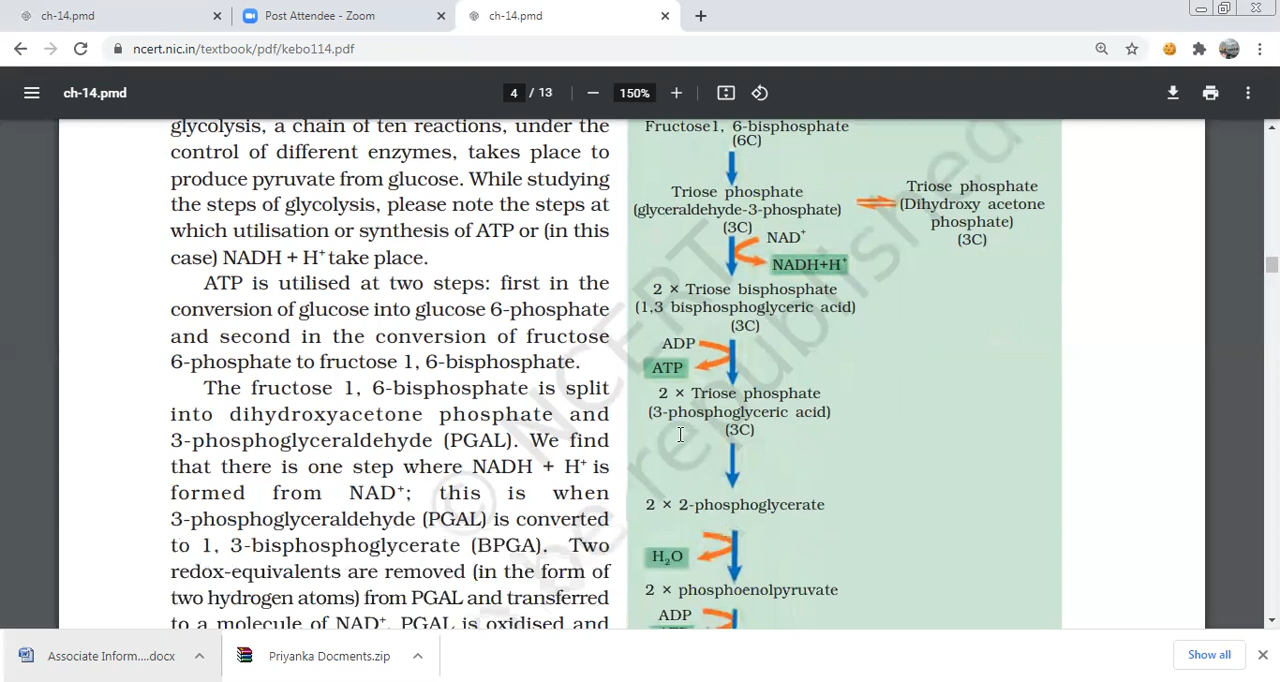 ch-14.pmd
Post Attendee - Zoom
ch-14.pmd
ncert.nic.in/textbook/pdf/kebo114.pdf
ch-14.pmd
4 / 13
150%
glycolysis, a chain of ten reactions, under the
control of different enzymes, takes place to
produce pyruvate from glucose. While studying
the steps of glycolysis, please note the steps at
which utilisation or synthesis of ATP or (in this
case) NADH + H⁺ take place.
ATP is utilised at two steps: first in the
conversion of glucose into glucose 6-phosphate
and second in the conversion of fructose
6-phosphate to fructose 1, 6-bisphosphate.
The fructose 1, 6-bisphosphate is split
into dihydroxyacetone phosphate and
3-phosphoglyceraldehyde (PGAL). We find
that there is one step where NADH + H⁺ is
formed from NAD⁺; this is when
3-phosphoglyceraldehyde (PGAL) is converted
to 1, 3-bisphosphoglycerate (BPGA). Two
redox-equivalents are removed (in the form of
two hydrogen atoms) from PGAL and transferred
to a molecule of NAD⁺. PGAL is oxidised and
Fructose1, 6-bisphosphate
(6C)
Triose phosphate
(glyceraldehyde-3-phosphate)
(3C)
Triose phosphate
(Dihydroxy acetone
phosphate)
(3C)
NAD⁺
NADH+H⁺
2 × Triose bisphosphate
(1,3 bisphosphoglyceric acid)
(3C)
ADP
ATP
2 × Triose phosphate
(3-phosphoglyceric acid)
(3C)
2 × 2-phosphoglycerate
H₂O
2 × phosphoenolpyruvate
ADP
© NCERT
be republished
Associate Inform....docx
Priyanka Docments.zip
Show all